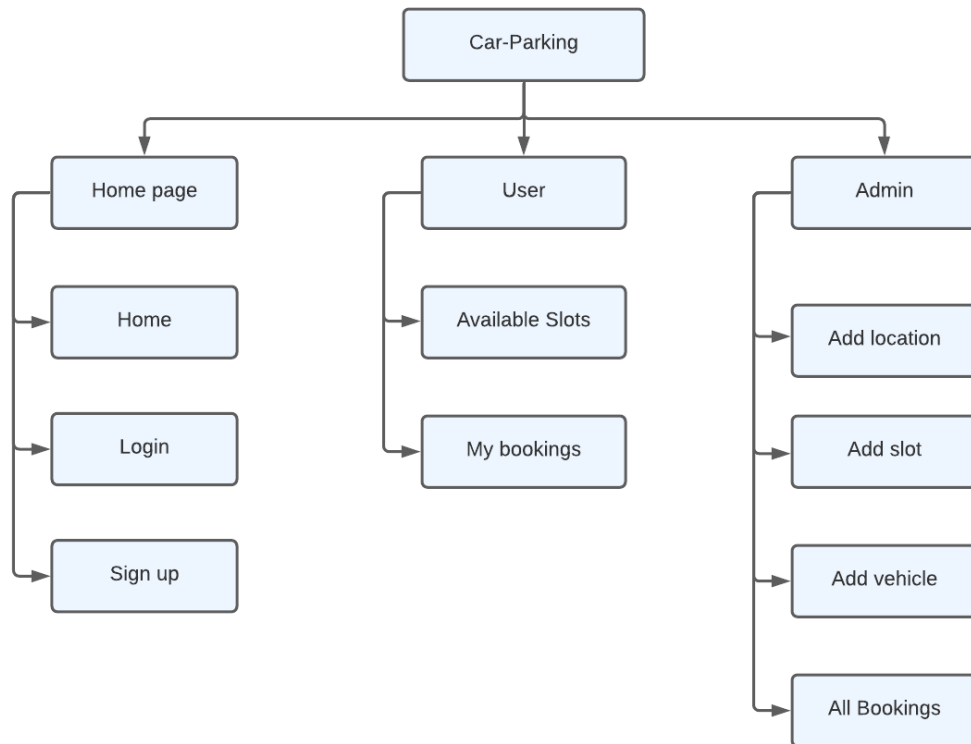 Car-Parking
Home page
User
Admin
Home
Available Slots
Add location
Login
My bookings
Add slot
Sign up
Add vehicle
All Bookings